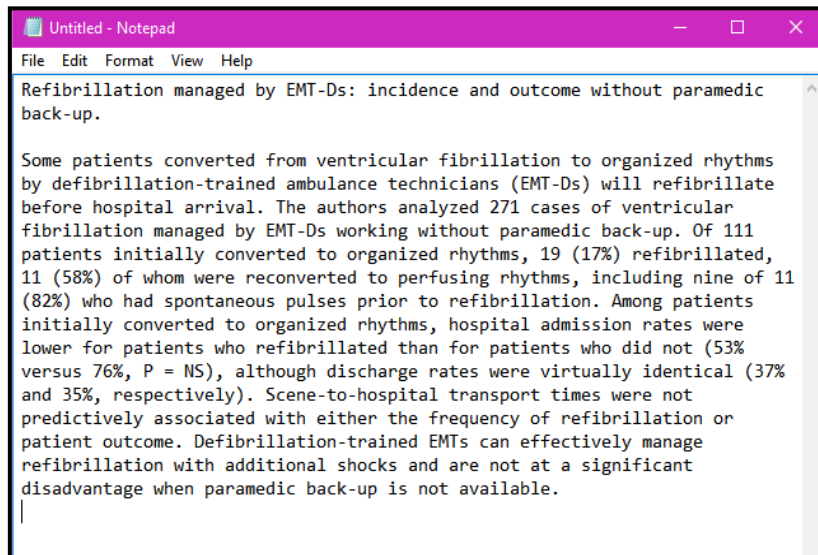 Untitled - Notepad
File Edit Format View Help
Refibrillation managed by EMT-Ds: incidence and outcome without paramedic
back-up.
Some patients converted from ventricular fibrillation to organized rhythms
by defibrillation-trained ambulance technicians (EMT-Ds) will refibrillate
before hospital arrival. The authors analyzed 271 cases of ventricular
fibrillation managed by EMT-Ds working without paramedic back-up. Of 111
patients initially converted to organized rhythms, 19 (17%) refibrillated,
11 (58%) of whom were reconverted to perfusing rhythms, including nine of 11
(82%) who had spontaneous pulses prior to refibrillation. Among patients
initially converted to organized rhythms, hospital admission rates were
lower for patients who refibrillated than for patients who did not (53%
versus 76%, P = NS), although discharge rates were virtually identical (37%
and 35%, respectively). Scene-to-hospital transport times were not
predictively associated with either the frequency of refibrillation or
patient outcome. Defibrillation-trained EMTs can effectively manage
refibrillation with additional shocks and are not at a significant
disadvantage when paramedic back-up is not available.